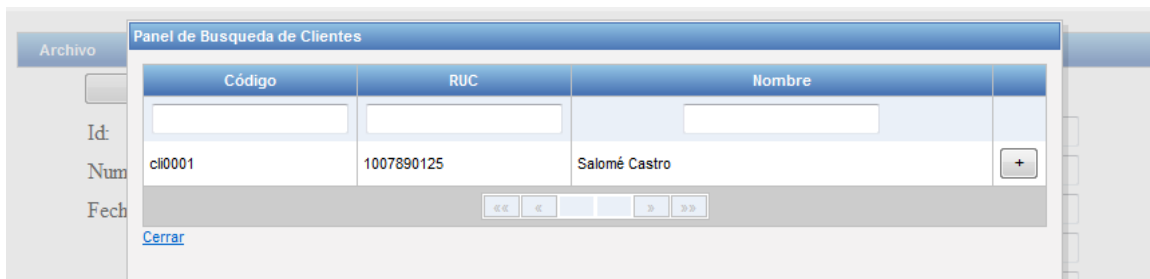 Panel de Busqueda de Clientes
Archivo
Código RUC Nombre
Id:
cli0001 1007890125 Salomé Castro +
Num
Fech
«« « » »»
Cerrar